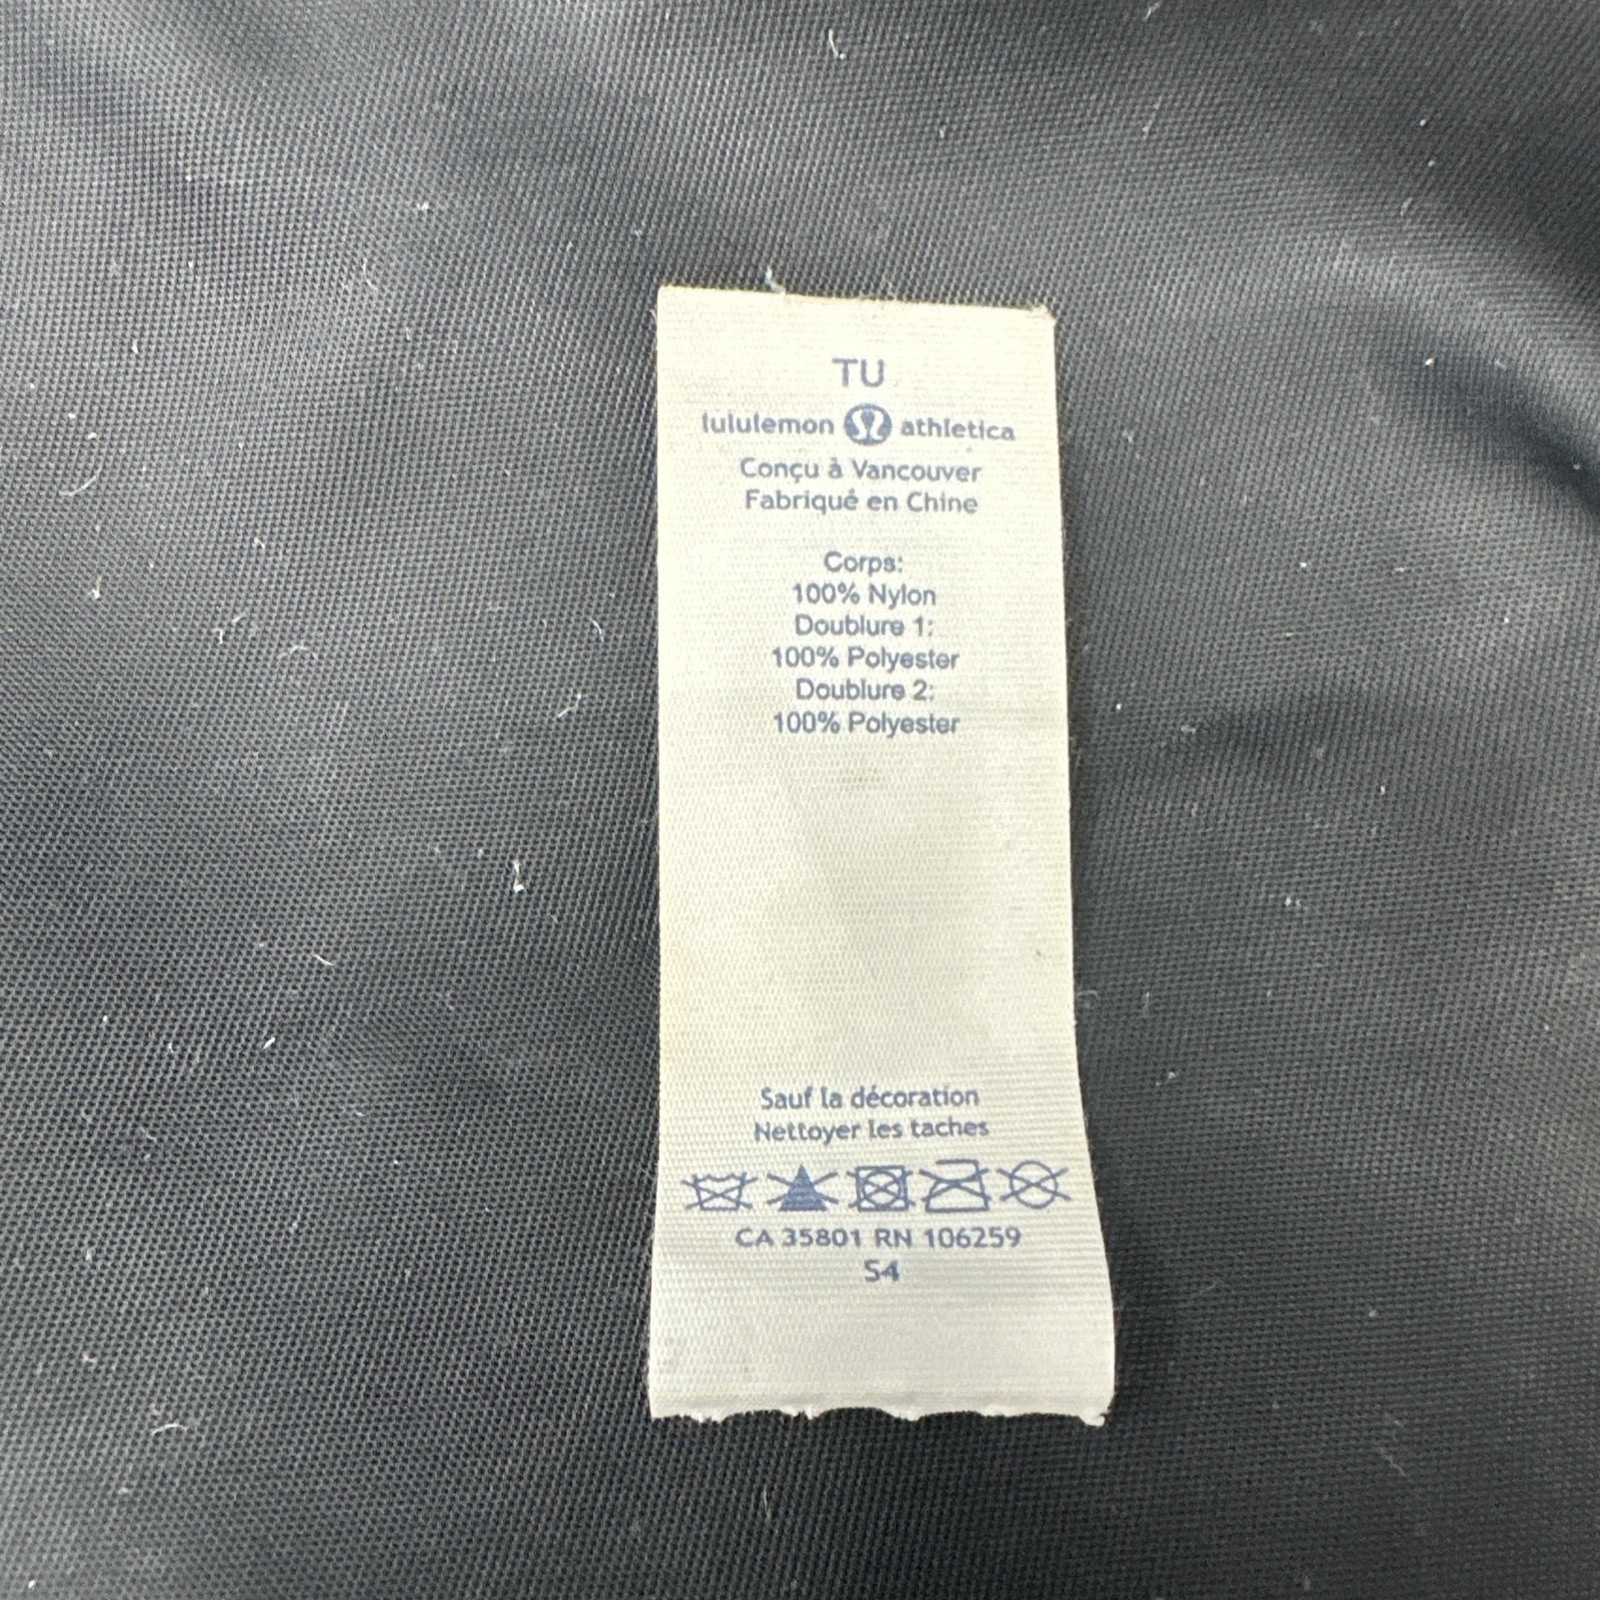 TU
lululemon athletica
Conçu à Vancouver
Fabriqué en Chine
Corps:
100% Nylon
Doublure 1:
100% Polyester
Doublure 2:
100% Polyester
Sauf la décoration
Nettoyer les taches
CA 35801 RN 106259
S4